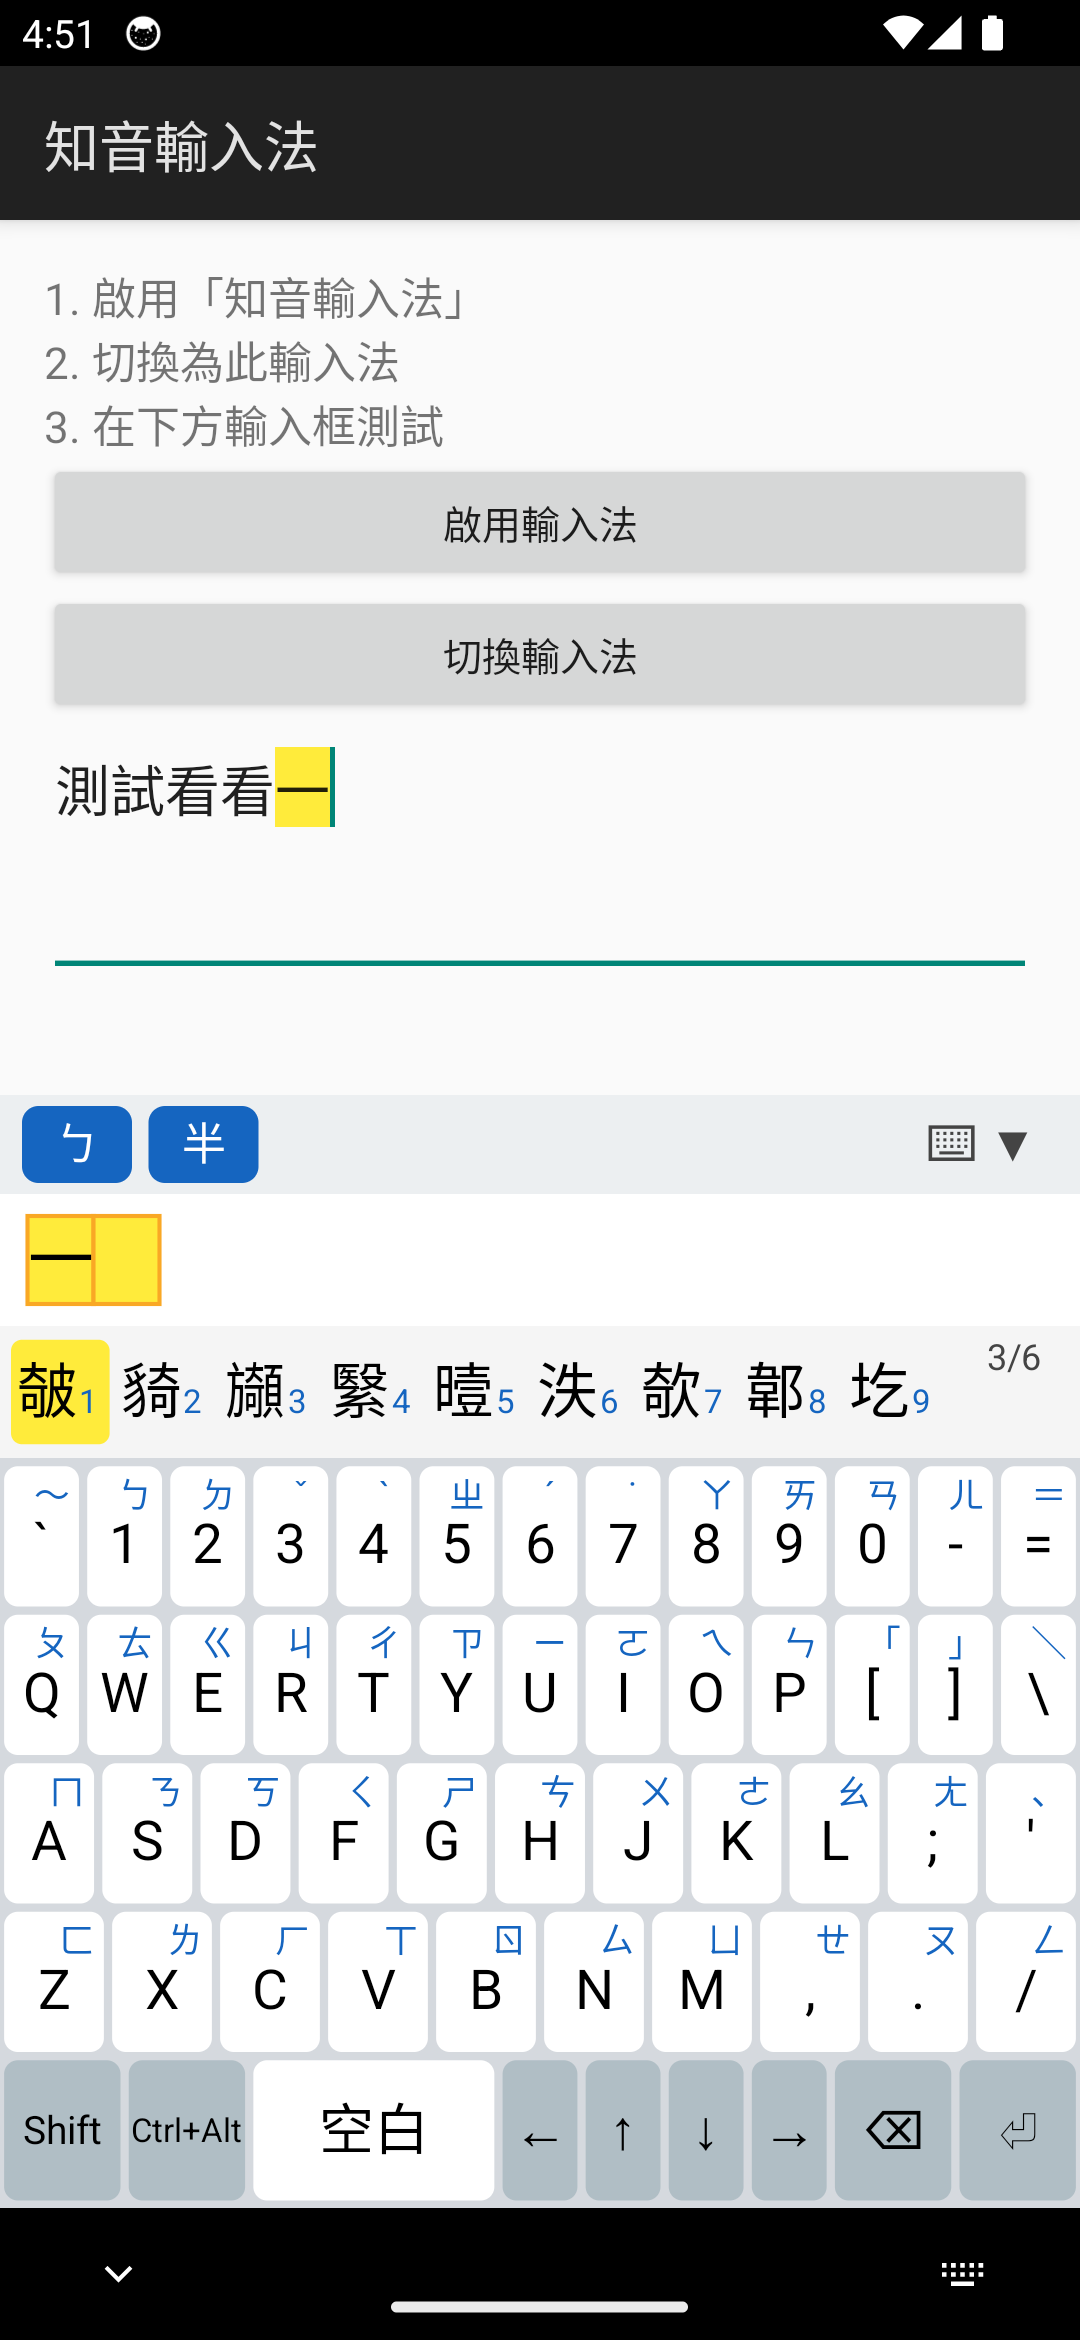 4:51
知音輸入法
1. 啟用「知音輸入法」
2. 切換為此輸入法
3. 在下方輸入框測試
啟用輸入法
切換輸入法
測試看看一
ㄅ 半 ▼
一
皷1 猗2 灦3 繄4 曀5 泆6 欹7 鄣8 圪9 3/6
～ ㄅ ㄉ ˇ ˋ ㄓ ˊ ˙ ㄚ ㄞ ㄢ ㄦ ＝
` 1 2 3 4 5 6 7 8 9 0 - =
ㄆ ㄊ ㄍ ㄐ ㄔ ㄗ ㄧ ㄛ ㄟ ㄣ 「 」 ＼
Q W E R T Y U I O P [ ] \
ㄇ ㄋ ㄎ ㄑ ㄕ ㄘ ㄨ ㄜ ㄠ ㄤ 、
A S D F G H J K L ; '
ㄈ ㄌ ㄏ ㄒ ㄖ ㄙ ㄩ ㄝ ㄡ ㄥ
Z X C V B N M , . /
Shift Ctrl+Alt 空白 ← ↑ ↓ → ⌫ ⏎